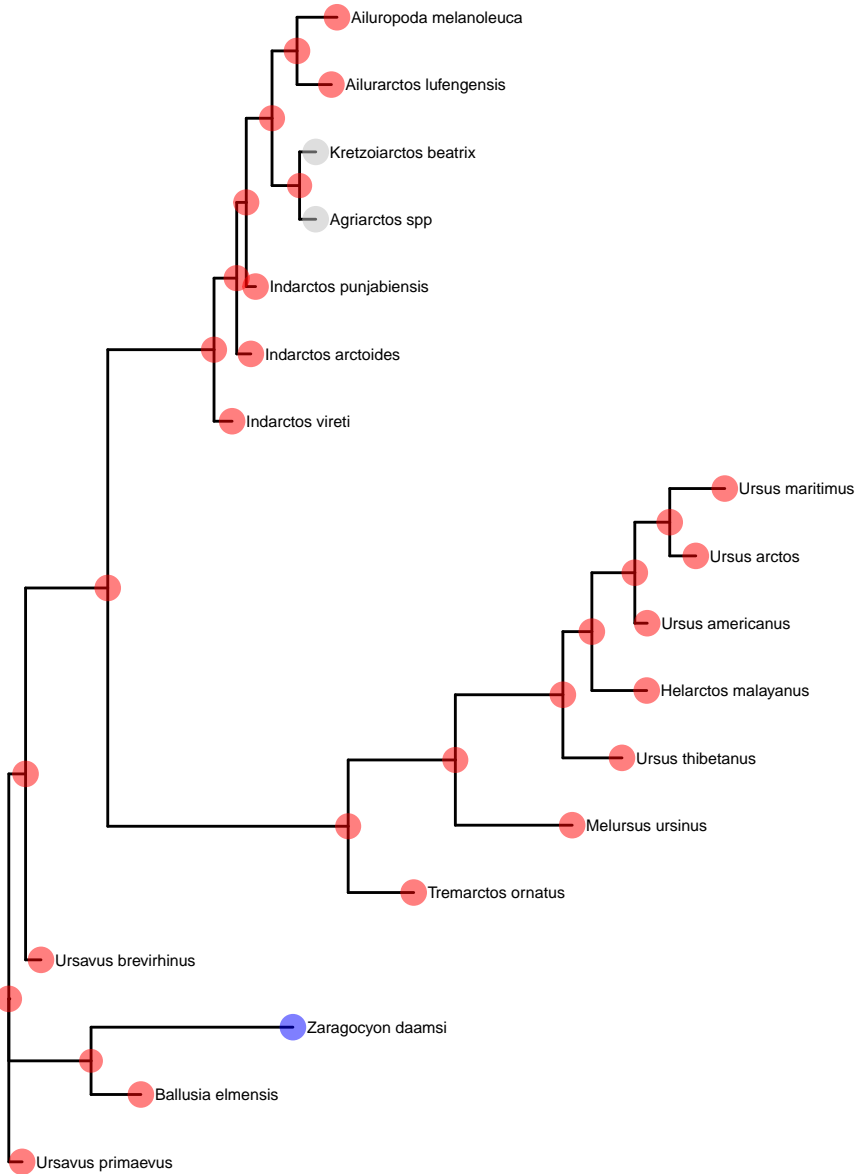 Ailuropoda melanoleuca
Ailurarctos lufengensis
Kretzoiarctos beatrix
Agriarctos spp
Indarctos punjabiensis
Indarctos arctoides
Indarctos vireti
Ursus maritimus
Ursus arctos
Ursus americanus
Helarctos malayanus
Ursus thibetanus
Melursus ursinus
Tremarctos ornatus
Ursavus brevirhinus
Zaragocyon daamsi
Ballusia elmensis
Ursavus primaevus